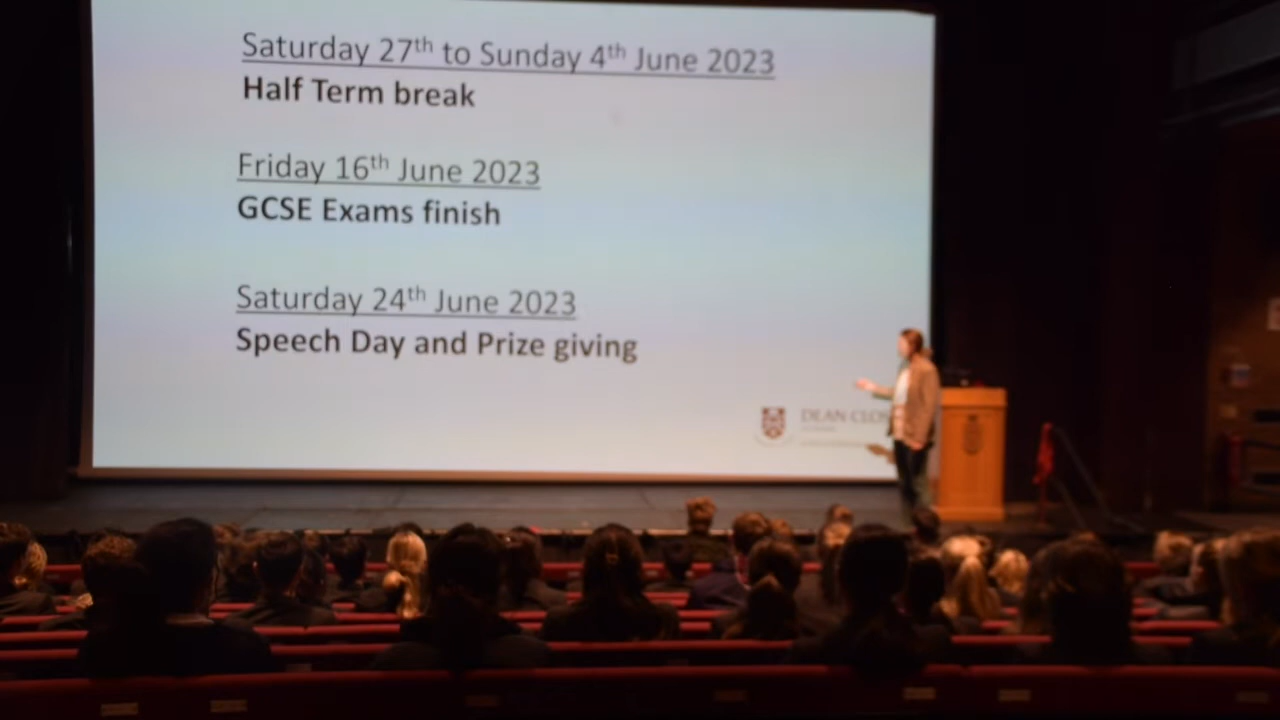 Saturday 27th to Sunday 4th June 2023
Half Term break
Friday 16th June 2023
GCSE Exams finish
Saturday 24th June 2023
Speech Day and Prize giving
DEAN